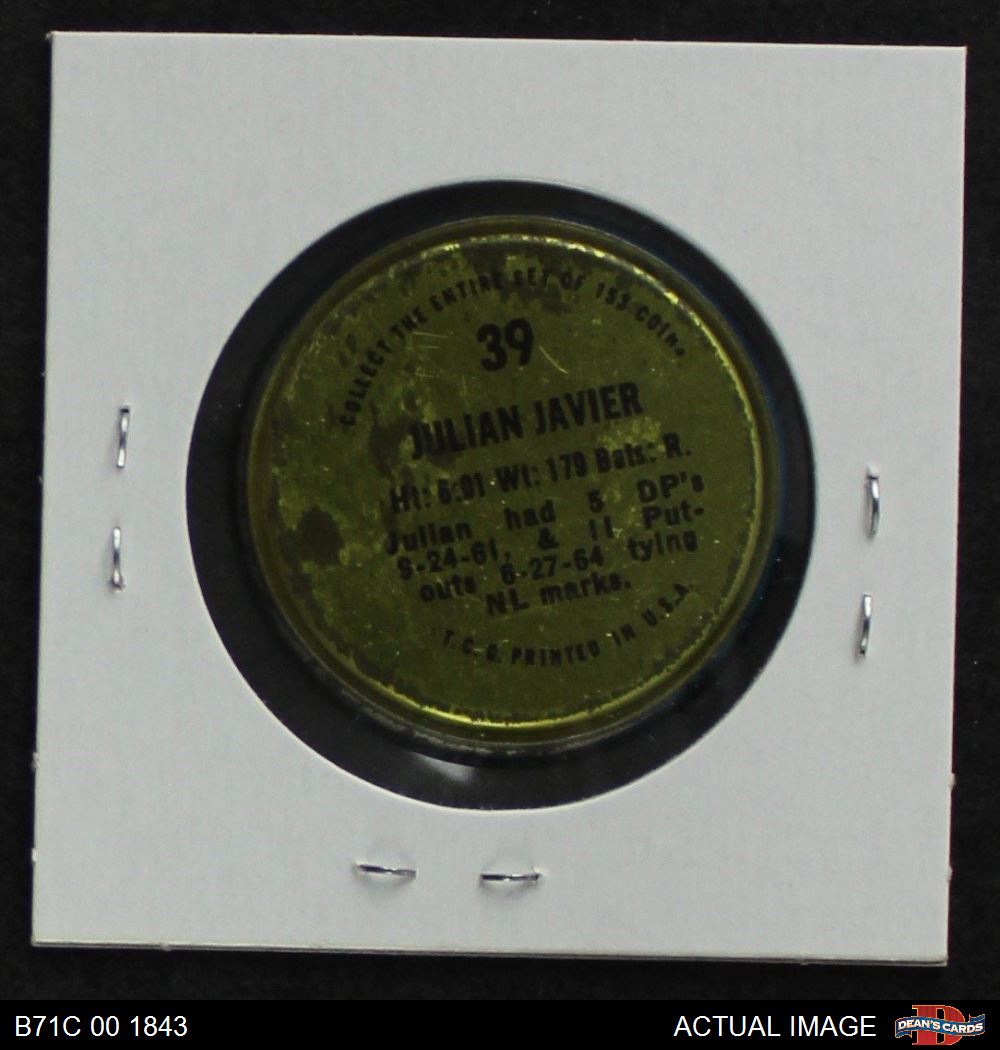 COLLECT THE ENTIRE SET OF 153 COINS
39
JULIAN JAVIER
Ht: 6:01 Wt: 179 Bats: R.
Julian had 5 DP's
9-24-61, & 11 Put-
outs 6-27-64 tying
NL marks.
T.C.G. PRINTED IN U.S.A.
B71C 00 1843
ACTUAL IMAGE
D
DEAN'S CARDS